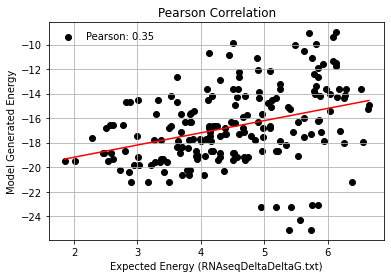 Pearson Correlation
Pearson: 0.35
Model Generated Energy
−10
−12
−14
−16
−18
−20
−22
−24
2 3 4 5 6
Expected Energy (RNAseqDeltaDeltaG.txt)